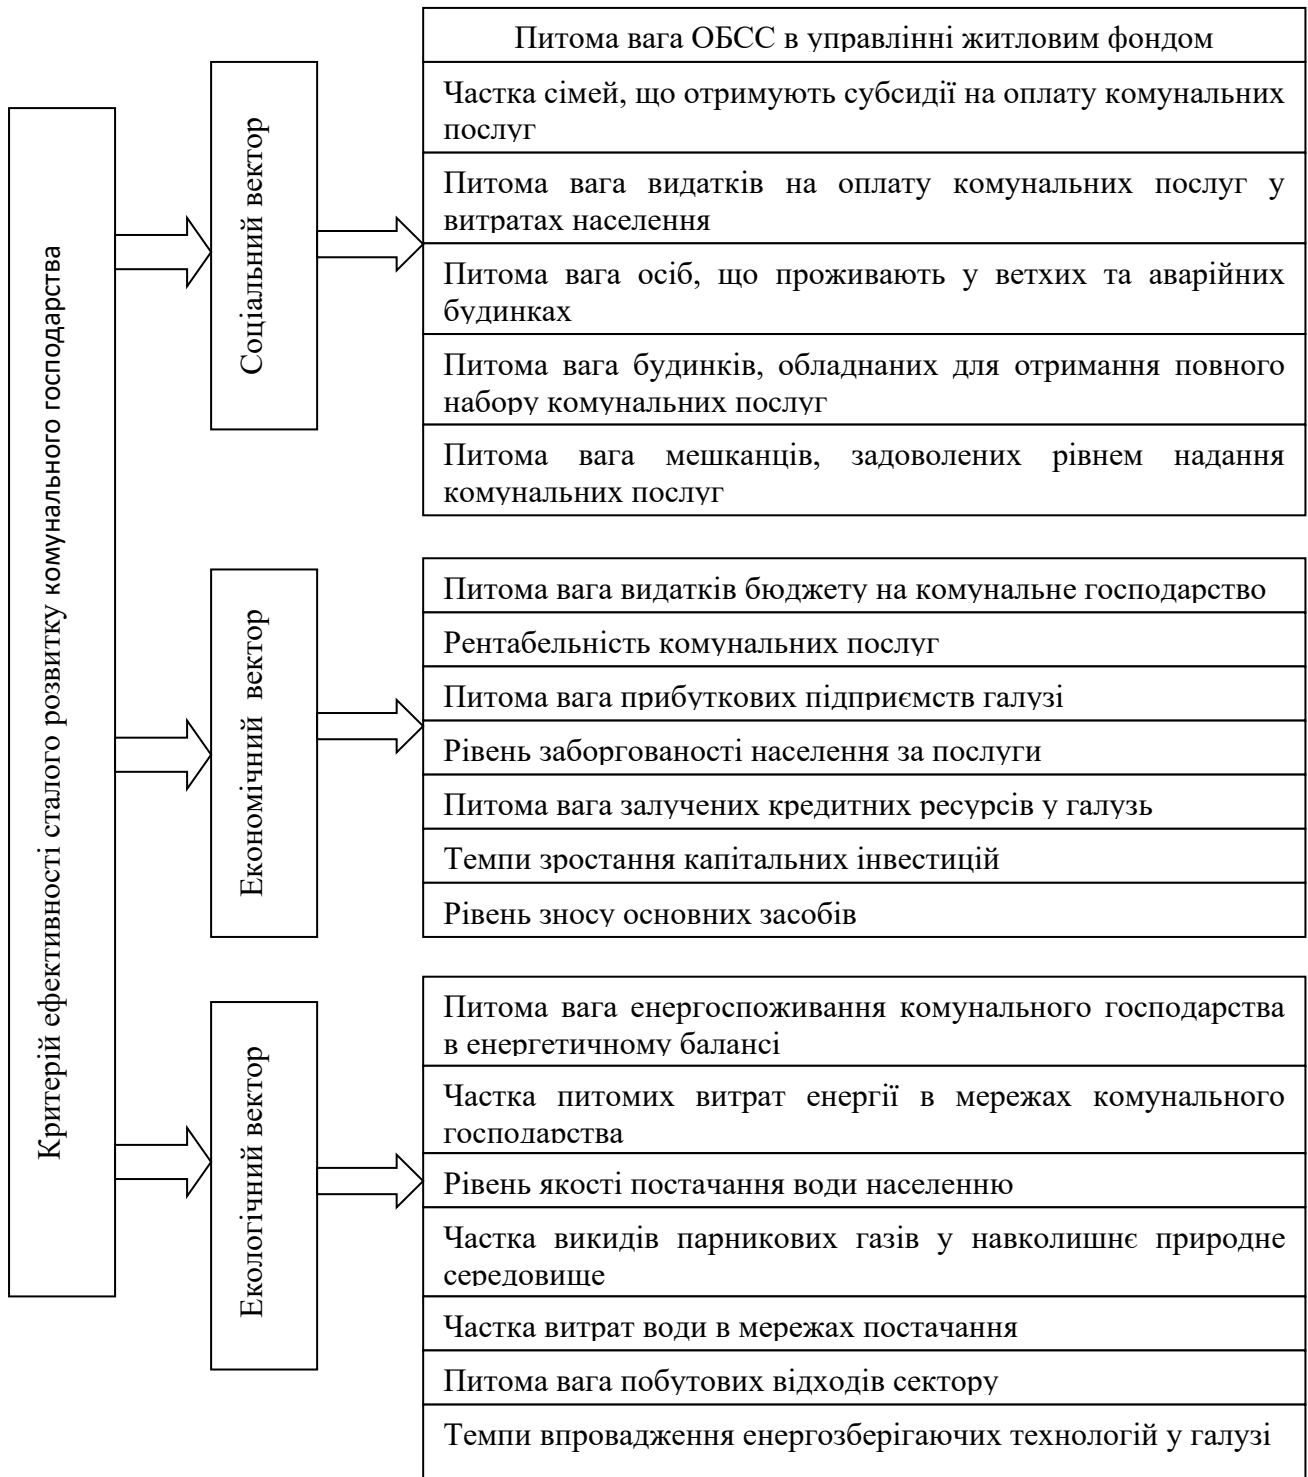 Критерій ефективності сталого розвитку комунального господарства
Соціальний вектор
Питома вага ОБСС в управлінні житловим фондом
Частка сімей, що отримують субсидії на оплату комунальних
послуг
Питома вага видатків на оплату комунальних послуг у
витратах населення
Питома вага осіб, що проживають у ветхих та аварійних
будинках
Питома вага будинків, обладнаних для отримання повного
набору комунальних послуг
Питома вага мешканців, задоволених рівнем надання
комунальних послуг
Економічний вектор
Питома вага видатків бюджету на комунальне господарство
Рентабельність комунальних послуг
Питома вага прибуткових підприємств галузі
Рівень заборгованості населення за послуги
Питома вага залучених кредитних ресурсів у галузь
Темпи зростання капітальних інвестицій
Рівень зносу основних засобів
Екологічний вектор
Питома вага енергоспоживання комунального господарства
в енергетичному балансі
Частка питомих витрат енергії в мережах комунального
господарства
Рівень якості постачання води населенню
Частка викидів парникових газів у навколишнє природне
середовище
Частка витрат води в мережах постачання
Питома вага побутових відходів сектору
Темпи впровадження енергозберігаючих технологій у галузі